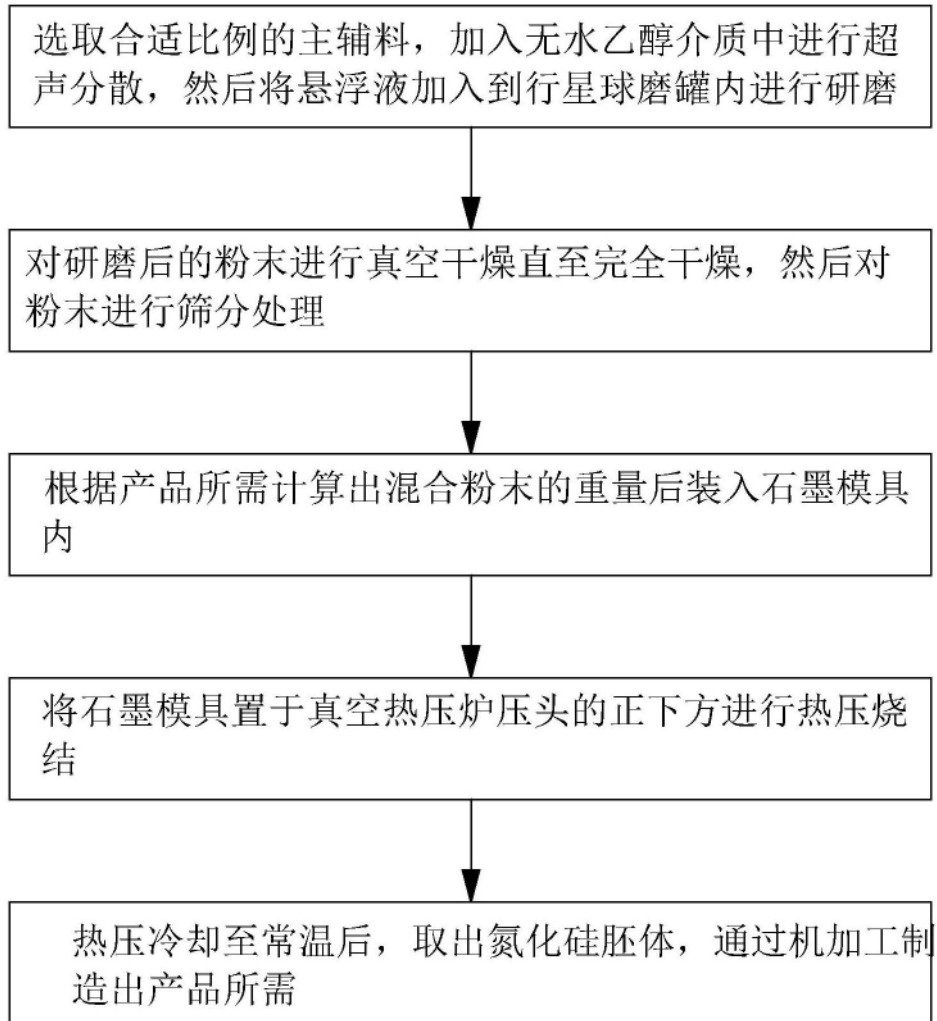 选取合适比例的主辅料，加入无水乙醇介质中进行超
声分散，然后将悬浮液加入到行星球磨罐内进行研磨
对研磨后的粉末进行真空干燥直至完全干燥，然后对
粉末进行筛分处理
根据产品所需计算出混合粉末的重量后装入石墨模具
内
将石墨模具置于真空热压炉压头的正下方进行热压烧
结
热压冷却至常温后，取出氮化硅胚体，通过机加工制
造出产品所需